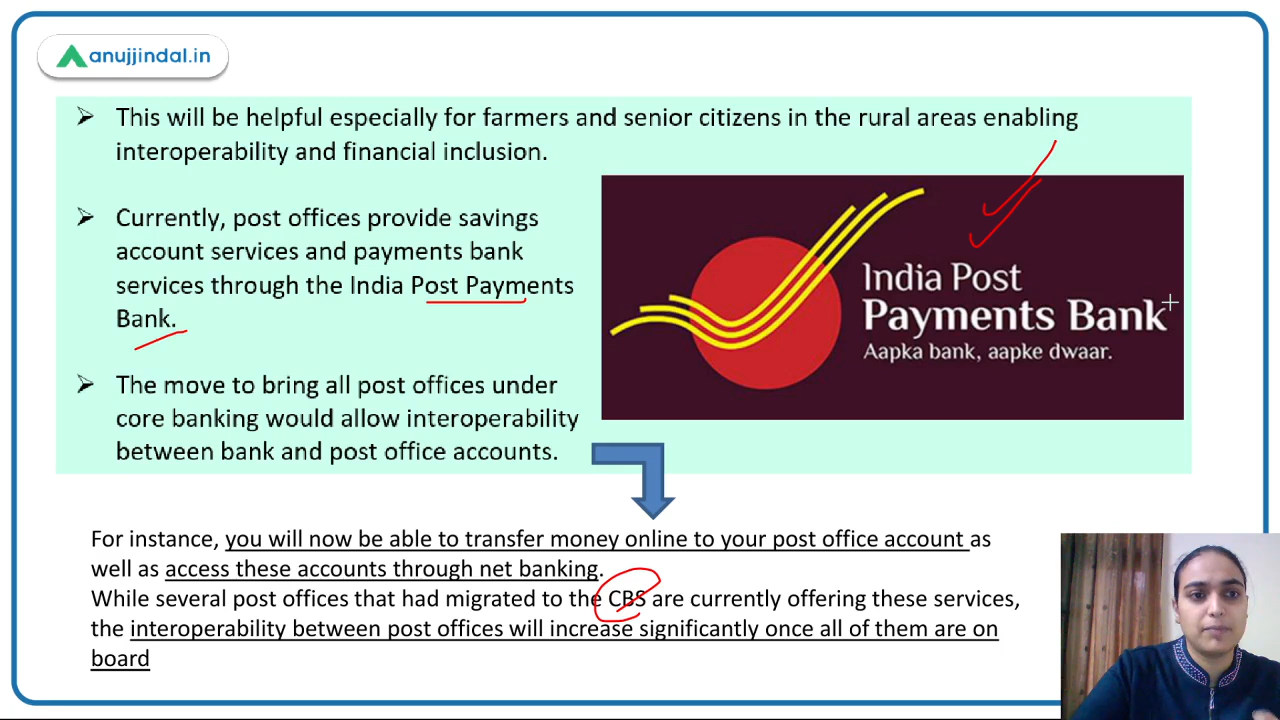 anujjindal.in
This will be helpful especially for farmers and senior citizens in the rural areas enabling
interoperability and financial inclusion.
Currently, post offices provide savings
account services and payments bank
services through the India Post Payments
Bank.
The move to bring all post offices under
core banking would allow interoperability
between bank and post office accounts.
India Post
Payments Bank
Aapka bank, aapke dwaar.
For instance, you will now be able to transfer money online to your post office account as
well as access these accounts through net banking.
While several post offices that had migrated to the CBS are currently offering these services,
the interoperability between post offices will increase significantly once all of them are on
board